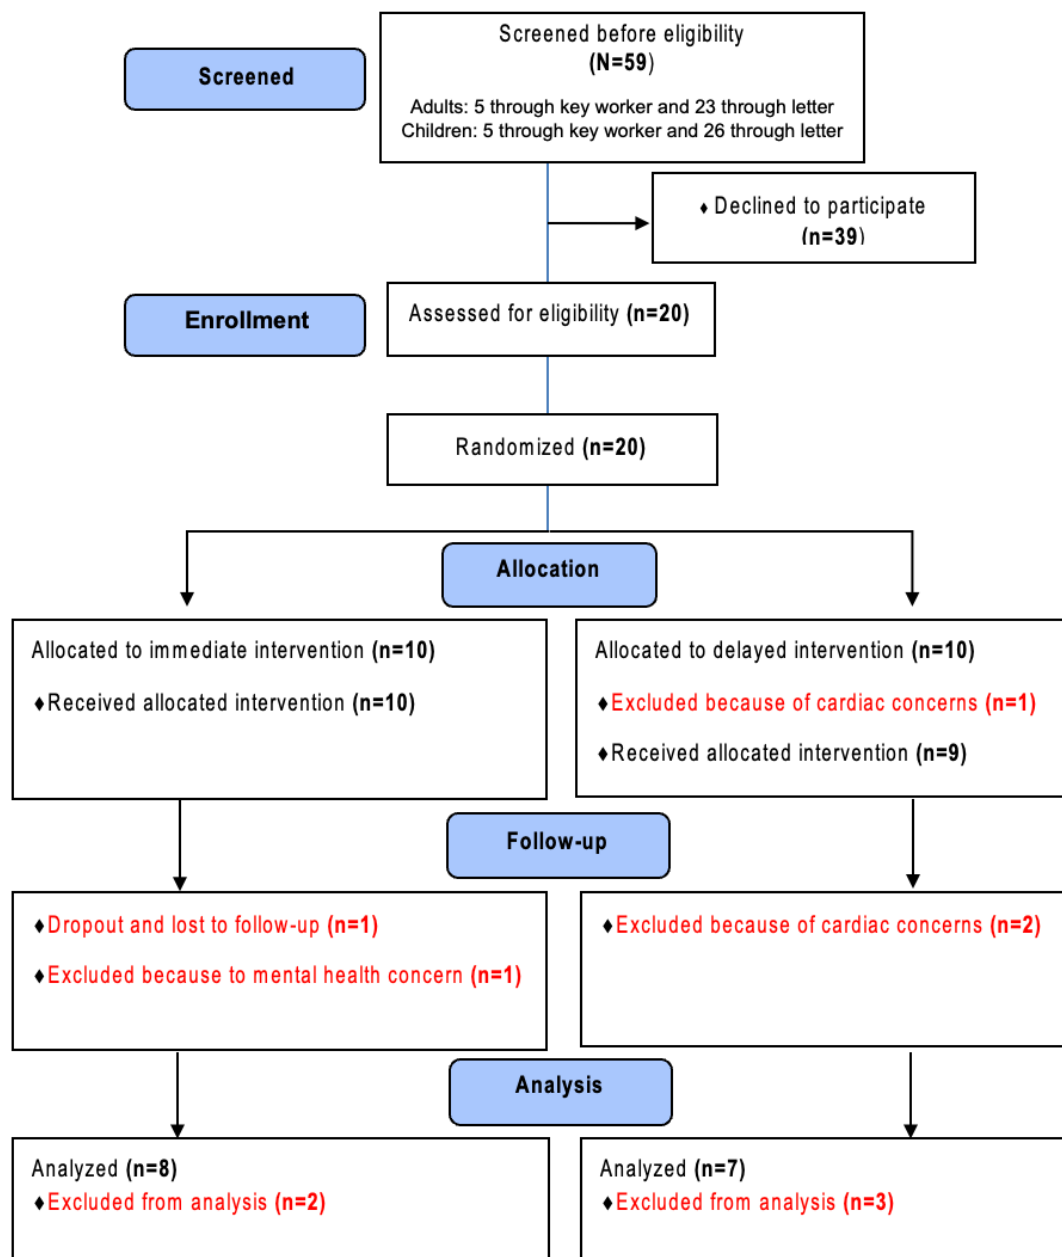 Screened
Screened before eligibility
(N=59)
Adults: 5 through key worker and 23 through letter
Children: 5 through key worker and 26 through letter
♦ Declined to participate
(n=39)
Enrollment
Assessed for eligibility (n=20)
Randomized (n=20)
Allocation
Allocated to immediate intervention (n=10)
♦Received allocated intervention (n=10)
Allocated to delayed intervention (n=10)
♦Excluded because of cardiac concerns (n=1)
♦Received allocated intervention (n=9)
Follow-up
♦Dropout and lost to follow-up (n=1)
♦Excluded because to mental health concern (n=1)
♦Excluded because of cardiac concerns (n=2)
Analysis
Analyzed (n=8)
♦Excluded from analysis (n=2)
Analyzed (n=7)
♦Excluded from analysis (n=3)